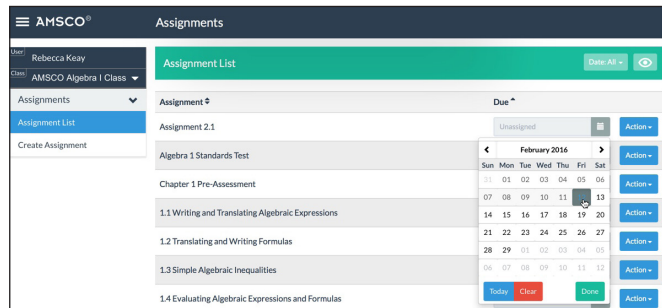 AMSCO®
Assignments
User
Rebecca Keay
Class
AMSCO Algebra I Class
Assignments
Assignment List
Create Assignment
Assignment List
Date: All
Assignment
Due
Assignment 2.1
Unassigned
Action
Algebra 1 Standards Test
Action
Chapter 1 Pre-Assessment
Action
1.1 Writing and Translating Algebraic Expressions
Action
1.2 Translating and Writing Formulas
Action
1.3 Simple Algebraic Inequalities
Action
1.4 Evaluating Algebraic Expressions and Formulas
Action
February 2016
Sun Mon Tue Wed Thu Fri Sat
31 01 02 03 04 05 06
07 08 09 10 11 13
14 15 16 17 18 19 20
21 22 23 24 25 26 27
28 29 01 02 03 04 05
06 07 08 09 10 11 12
Today Clear Done